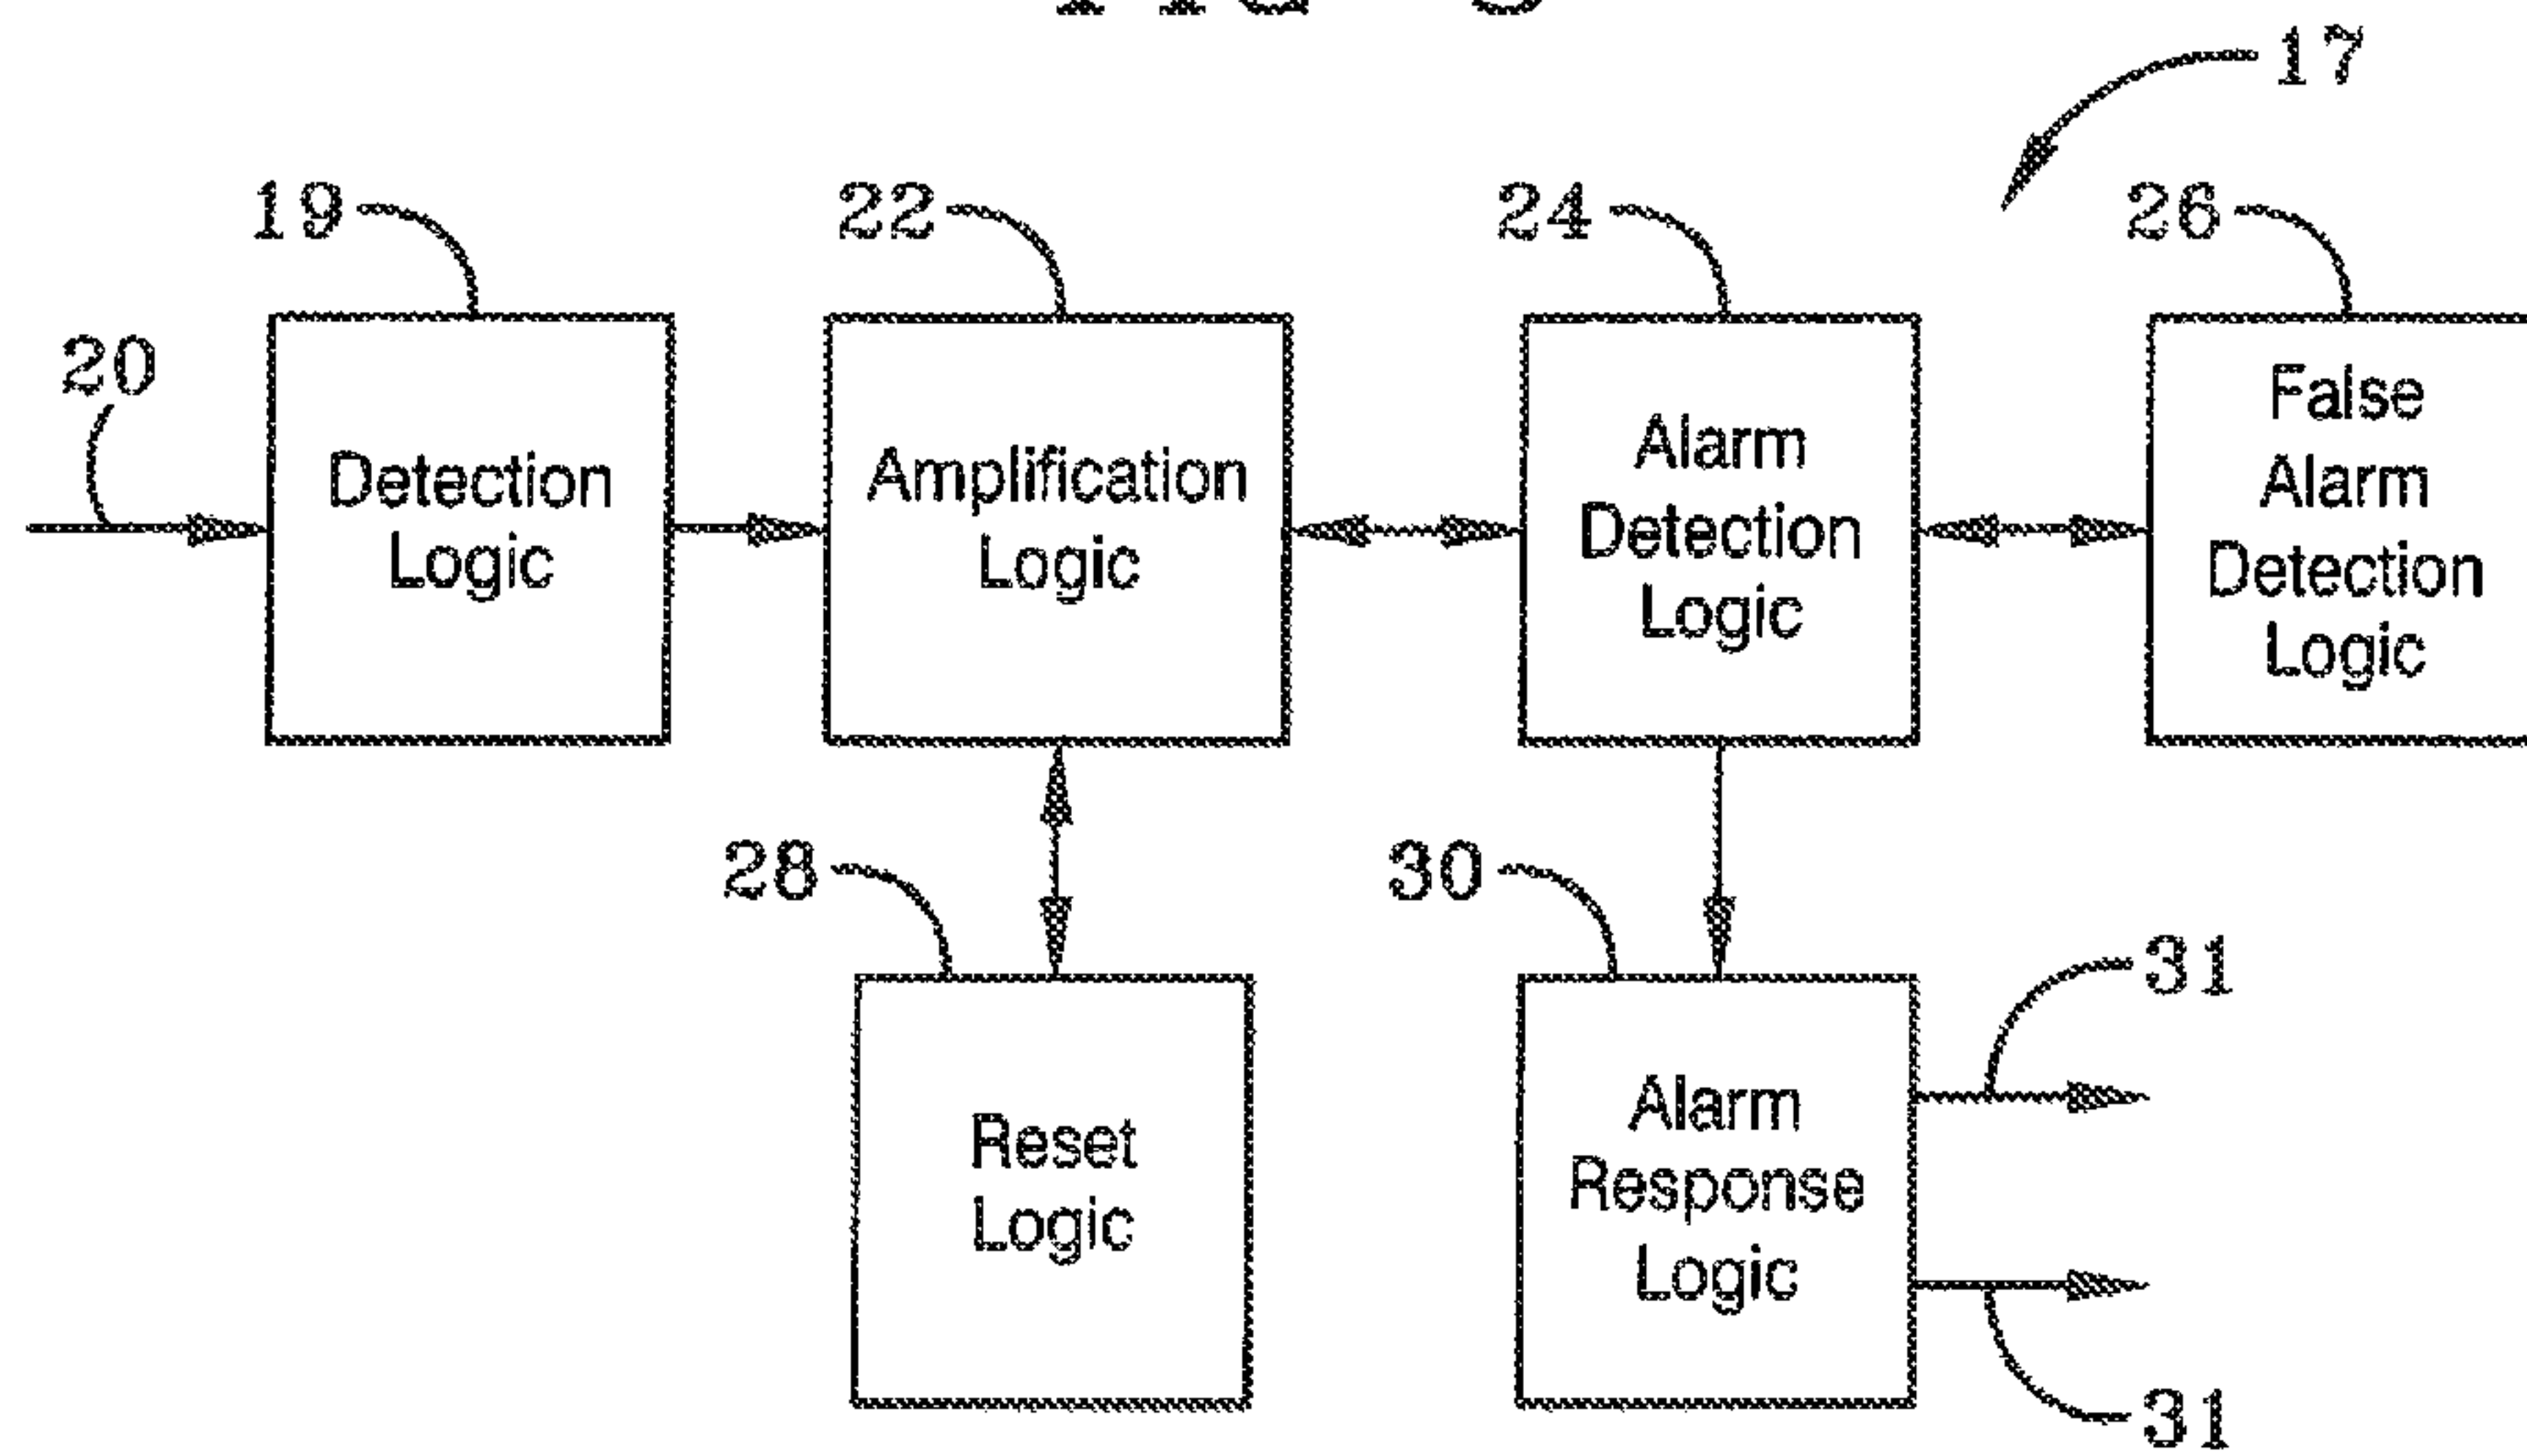 17
19
22
24
26
20
Detection
Logic
Amplification
Logic
Alarm
Detection
Logic
False
Alarm
Detection
Logic
28
30
31
Reset
Logic
Alarm
Response
Logic
31